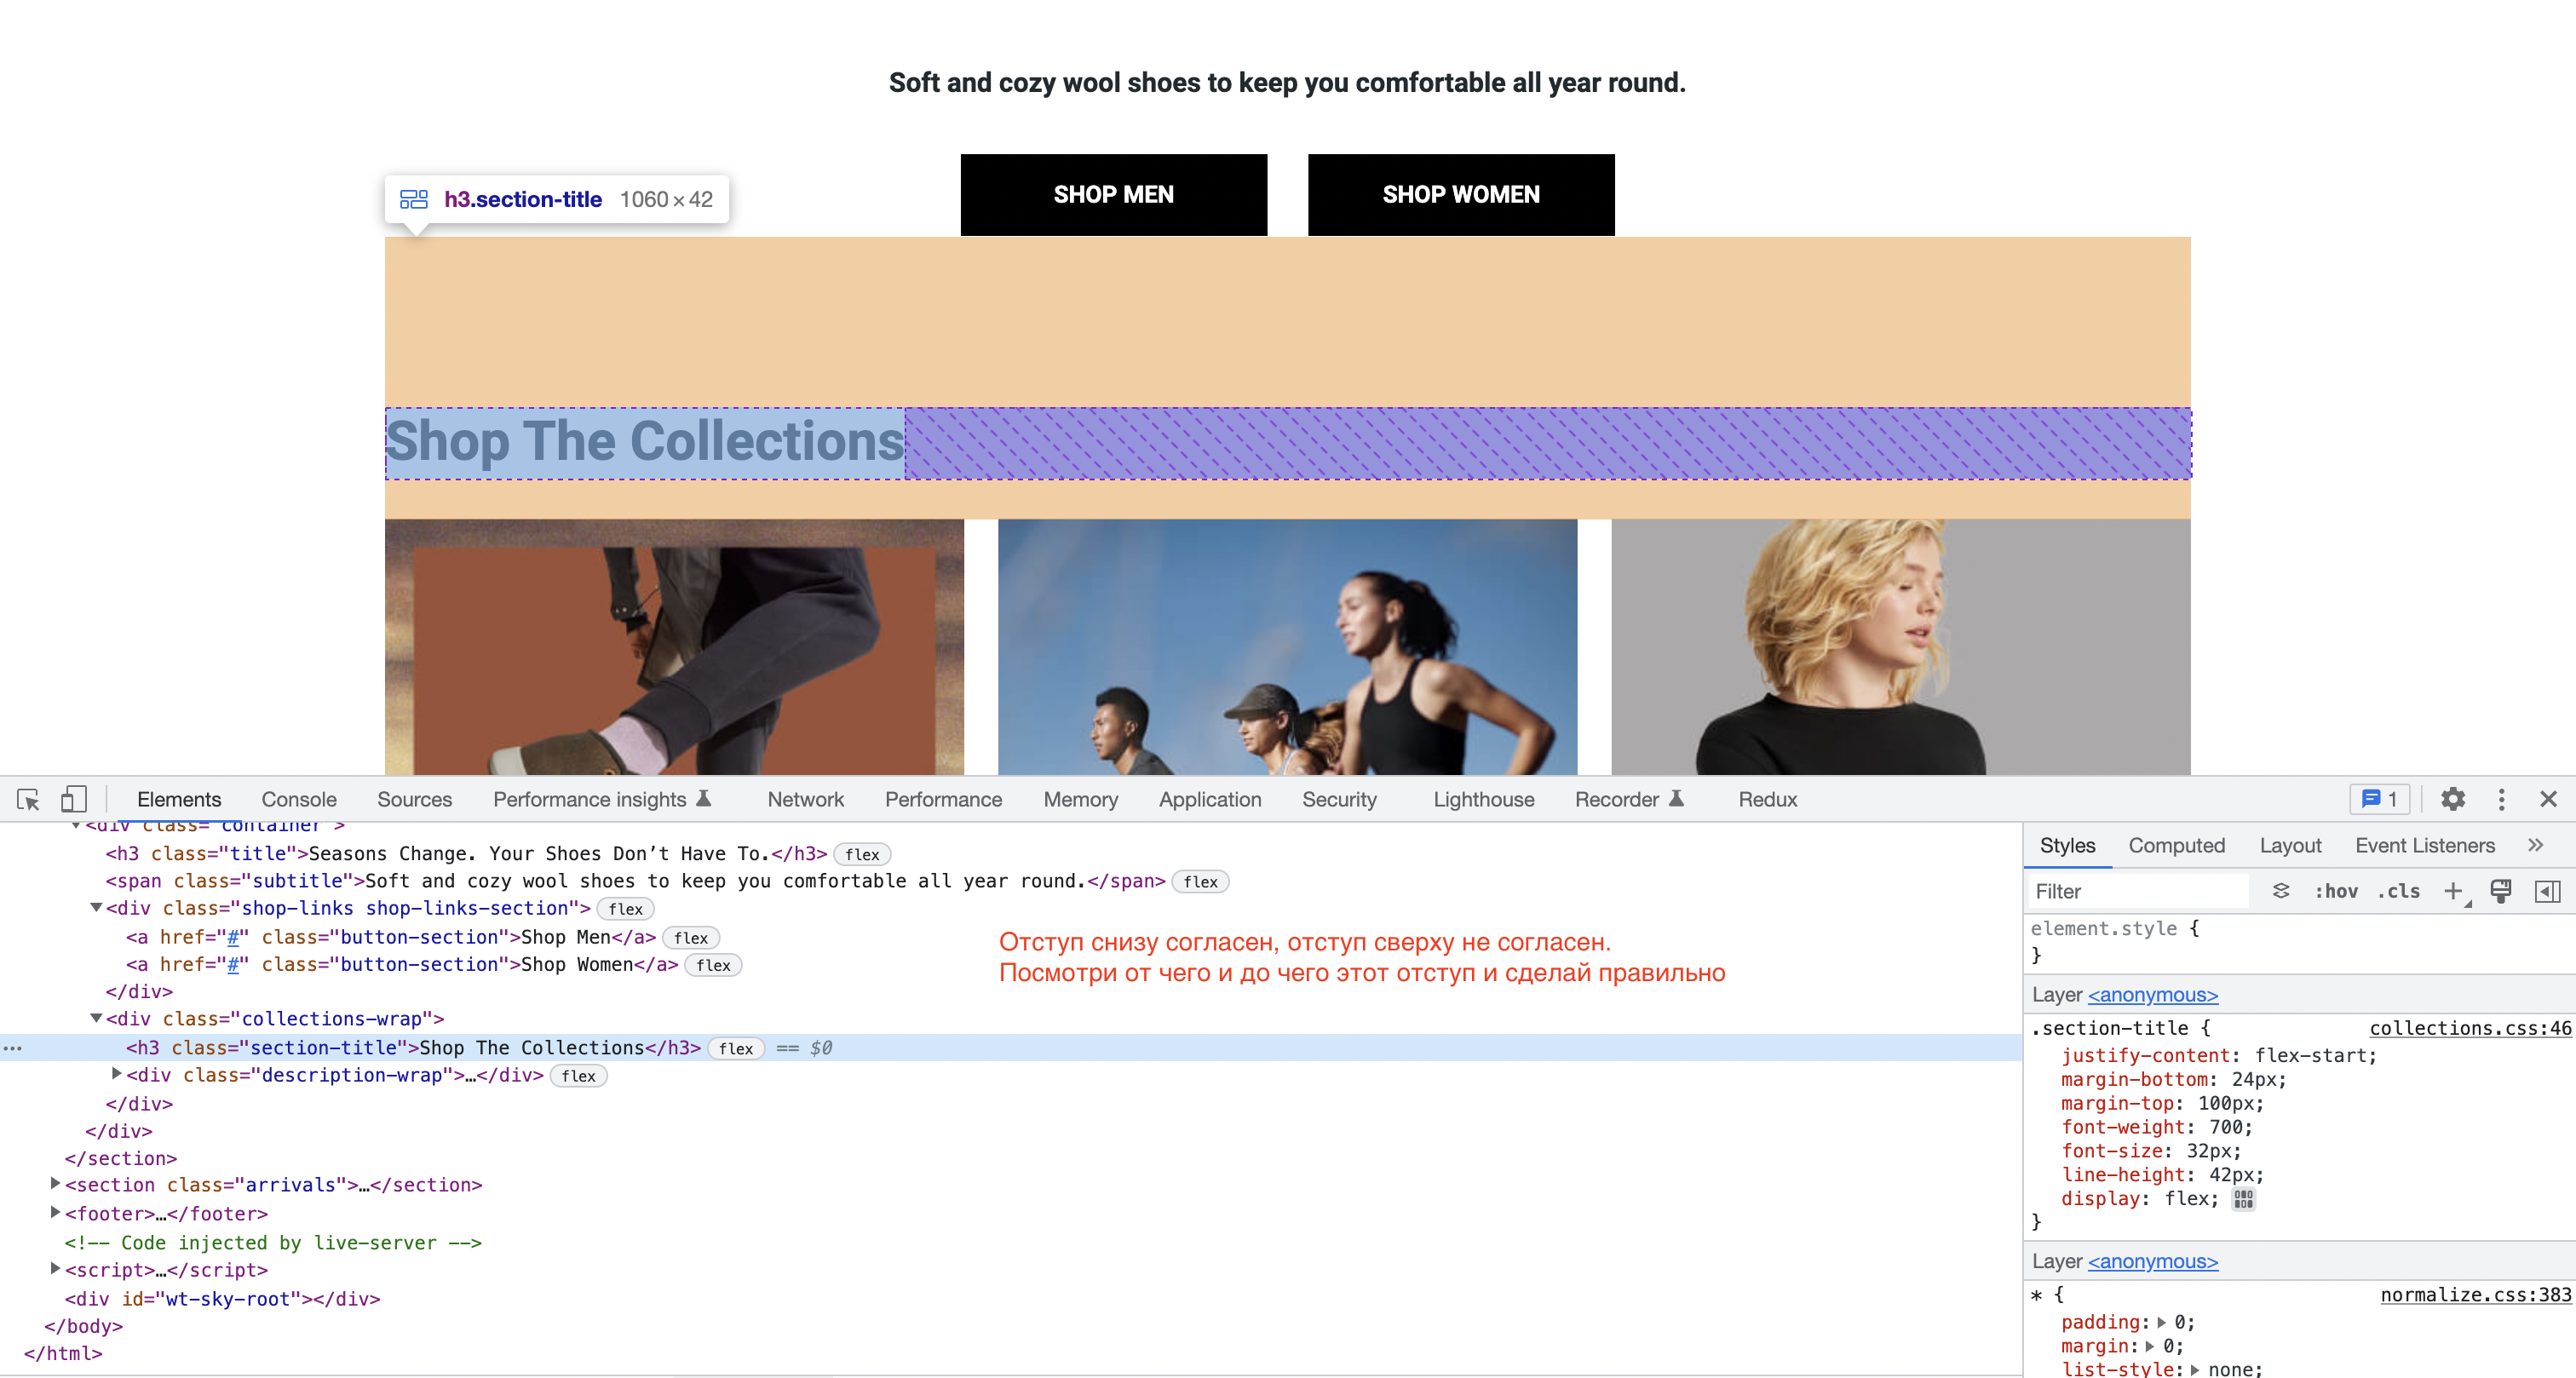 Soft and cozy wool shoes to keep you comfortable all year round.
SHOP MEN
SHOP WOMEN
h3.section-title 1060 × 42
Shop The Collections
Elements Console Sources Performance insights Network Performance Memory Application Security Lighthouse Recorder Redux 1
<div class="container">
<h3 class="title">Seasons Change. Your Shoes Don’t Have To.</h3> flex
<span class="subtitle">Soft and cozy wool shoes to keep you comfortable all year round.</span> flex
<div class="shop-links shop-links-section"> flex
<a href="#" class="button-section">Shop Men</a> flex
<a href="#" class="button-section">Shop Women</a> flex
</div>
<div class="collections-wrap">
<h3 class="section-title">Shop The Collections</h3> flex == $0
<div class="description-wrap">…</div> flex
</div>
</div>
</section>
<section class="arrivals">…</section>
<footer>…</footer>
<!-- Code injected by live-server -->
<script>…</script>
<div id="wt-sky-root"></div>
</body>
</html>
Отступ снизу согласен, отступ сверху не согласен.
Посмотри от чего и до чего этот отступ и сделай правильно
Styles Computed Layout Event Listeners
Filter :hov .cls
element.style {
}
Layer <anonymous>
.section-title { collections.css:46
justify-content: flex-start;
margin-bottom: 24px;
margin-top: 100px;
font-weight: 700;
font-size: 32px;
line-height: 42px;
display: flex;
}
Layer <anonymous>
* { normalize.css:383
padding: 0;
margin: 0;
list-style: none;